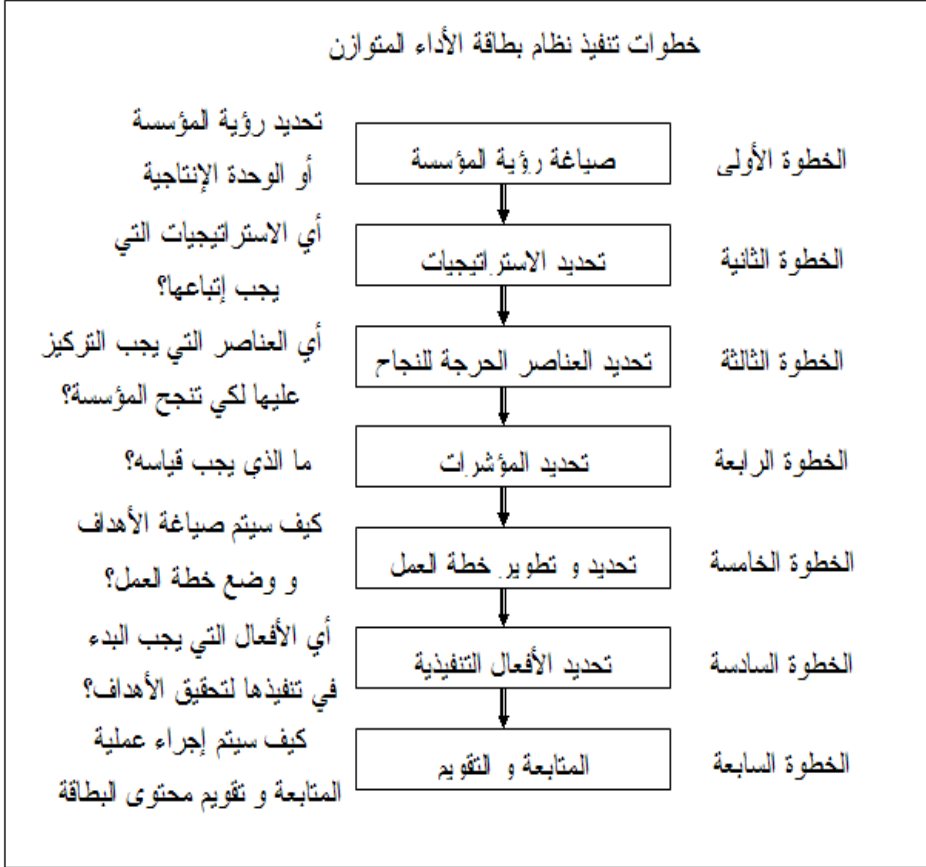 خطوات تنفيذ نظام بطاقة الأداء المتوازن
الخطوة الأولى
صياغة رؤية المؤسسة
تحديد رؤية المؤسسة
أو الوحدة الإنتاجية
الخطوة الثانية
تحديد الاستراتيجيات
أي الاستراتيجيات التي
يجب إتباعها؟
الخطوة الثالثة
تحديد العناصر الحرجة للنجاح
أي العناصر التي يجب التركيز
عليها لكي تنجح المؤسسة؟
الخطوة الرابعة
تحديد المؤشرات
ما الذي يجب قياسه؟
الخطوة الخامسة
تحديد و تطوير خطة العمل
كيف سيتم صياغة الأهداف
و وضع خطة العمل؟
الخطوة السادسة
تحديد الأفعال التنفيذية
أي الأفعال التي يجب البدء
في تنفيذها لتحقيق الأهداف؟
الخطوة السابعة
المتابعة و التقويم
كيف سيتم إجراء عملية
المتابعة و تقويم محتوى البطاقة